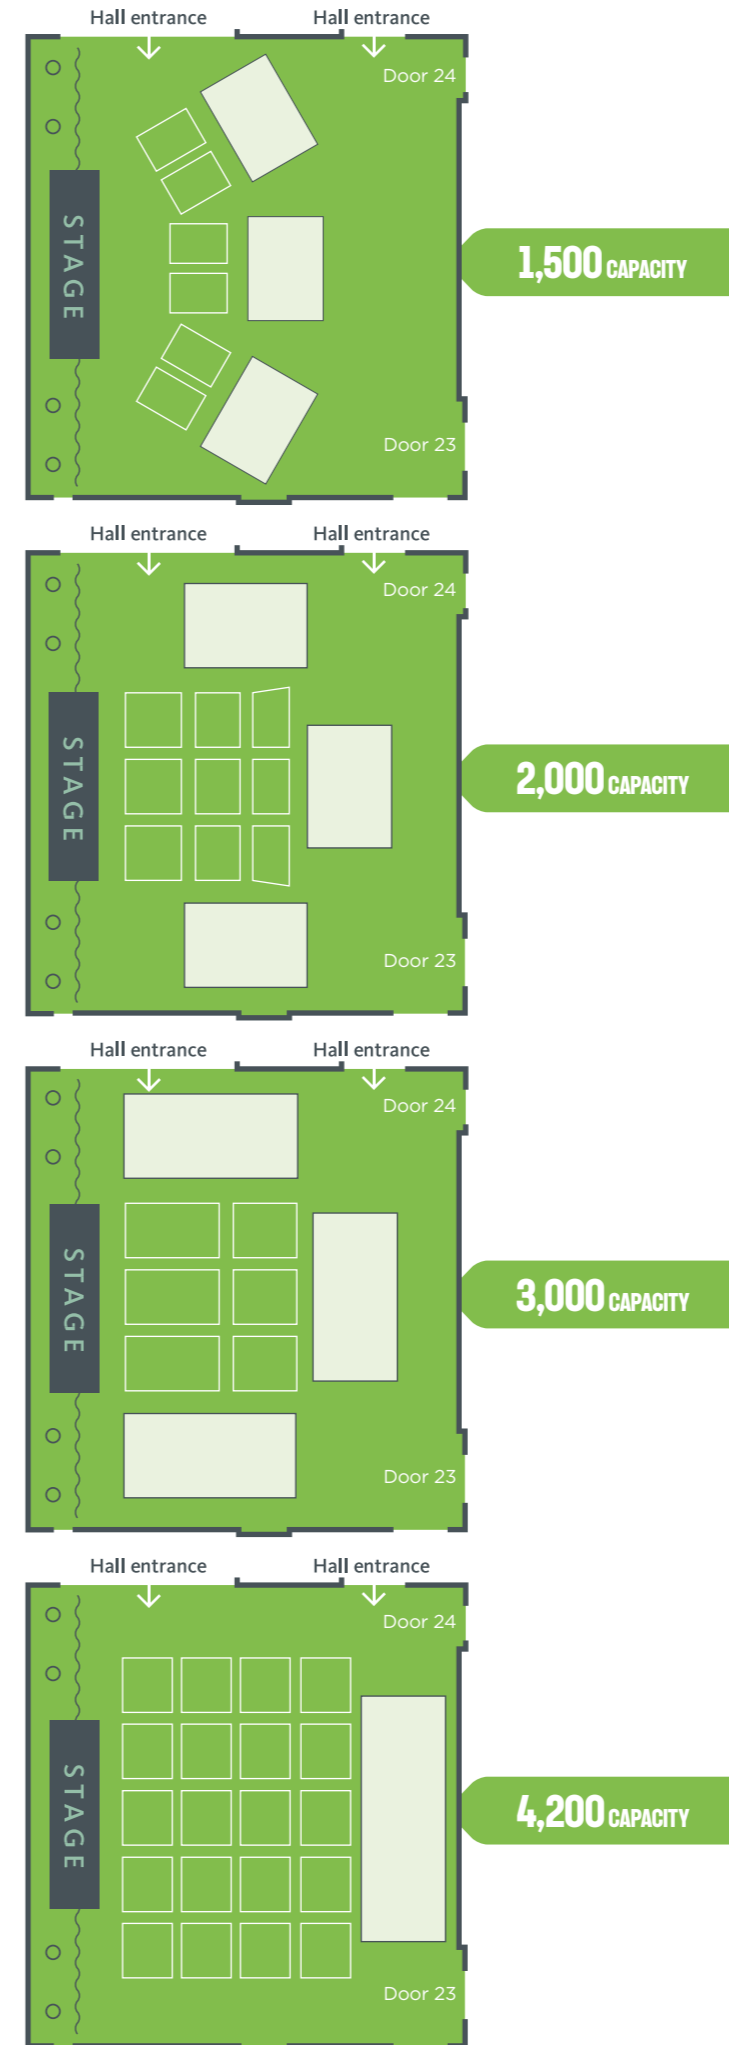 Hall entrance Hall entrance
Door 24
STAGE
1,500 CAPACITY
Door 23
Hall entrance Hall entrance
Door 24
STAGE
2,000 CAPACITY
Door 23
Hall entrance Hall entrance
Door 24
STAGE
3,000 CAPACITY
Door 23
Hall entrance Hall entrance
Door 24
STAGE
4,200 CAPACITY
Door 23